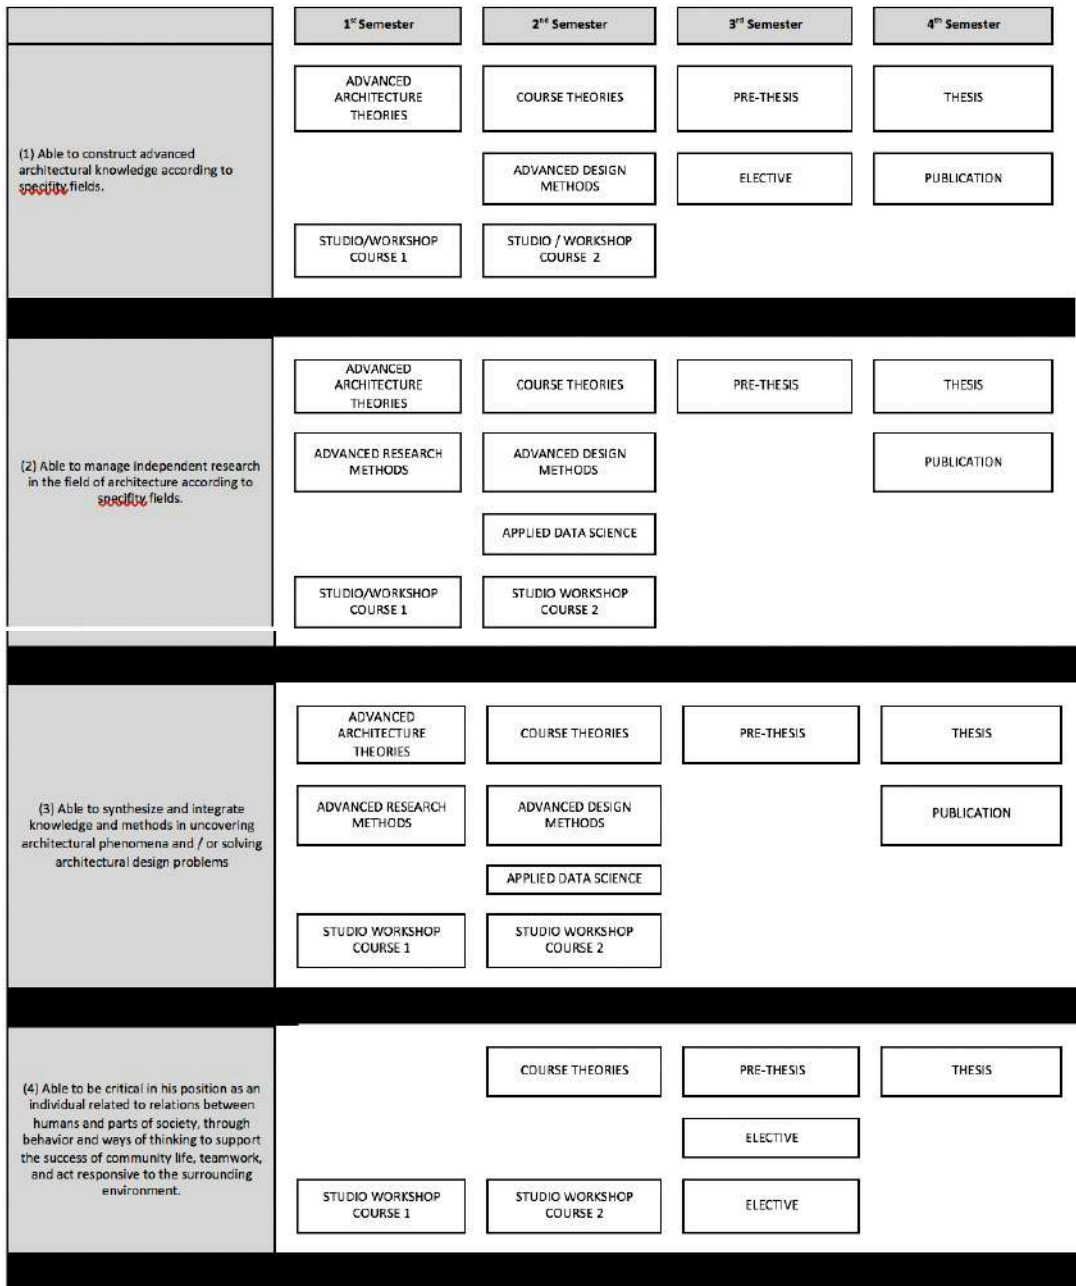 1st Semester
2nd Semester
3rd Semester
4th Semester
(1) Able to construct advanced
architectural knowledge according to
specifity fields.
ADVANCED
ARCHITECTURE
THEORIES
COURSE THEORIES
PRE-THESIS
THESIS
ADVANCED DESIGN
METHODS
ELECTIVE
PUBLICATION
STUDIO/WORKSHOP
COURSE 1
STUDIO / WORKSHOP
COURSE 2
(2) Able to manage independent research
in the field of architecture according to
specifity fields.
ADVANCED
ARCHITECTURE
THEORIES
COURSE THEORIES
PRE-THESIS
THESIS
ADVANCED RESEARCH
METHODS
ADVANCED DESIGN
METHODS
PUBLICATION
APPLIED DATA SCIENCE
STUDIO/WORKSHOP
COURSE 1
STUDIO WORKSHOP
COURSE 2
(3) Able to synthesize and integrate
knowledge and methods in uncovering
architectural phenomena and / or solving
architectural design problems
ADVANCED
ARCHITECTURE
THEORIES
COURSE THEORIES
PRE-THESIS
THESIS
ADVANCED RESEARCH
METHODS
ADVANCED DESIGN
METHODS
PUBLICATION
APPLIED DATA SCIENCE
STUDIO WORKSHOP
COURSE 1
STUDIO WORKSHOP
COURSE 2
(4) Able to be critical in his position as an
individual related to relations between
humans and parts of society, through
behavior and ways of thinking to support
the success of community life, teamwork,
and act responsive to the surrounding
environment.
COURSE THEORIES
PRE-THESIS
THESIS
ELECTIVE
STUDIO WORKSHOP
COURSE 1
STUDIO WORKSHOP
COURSE 2
ELECTIVE